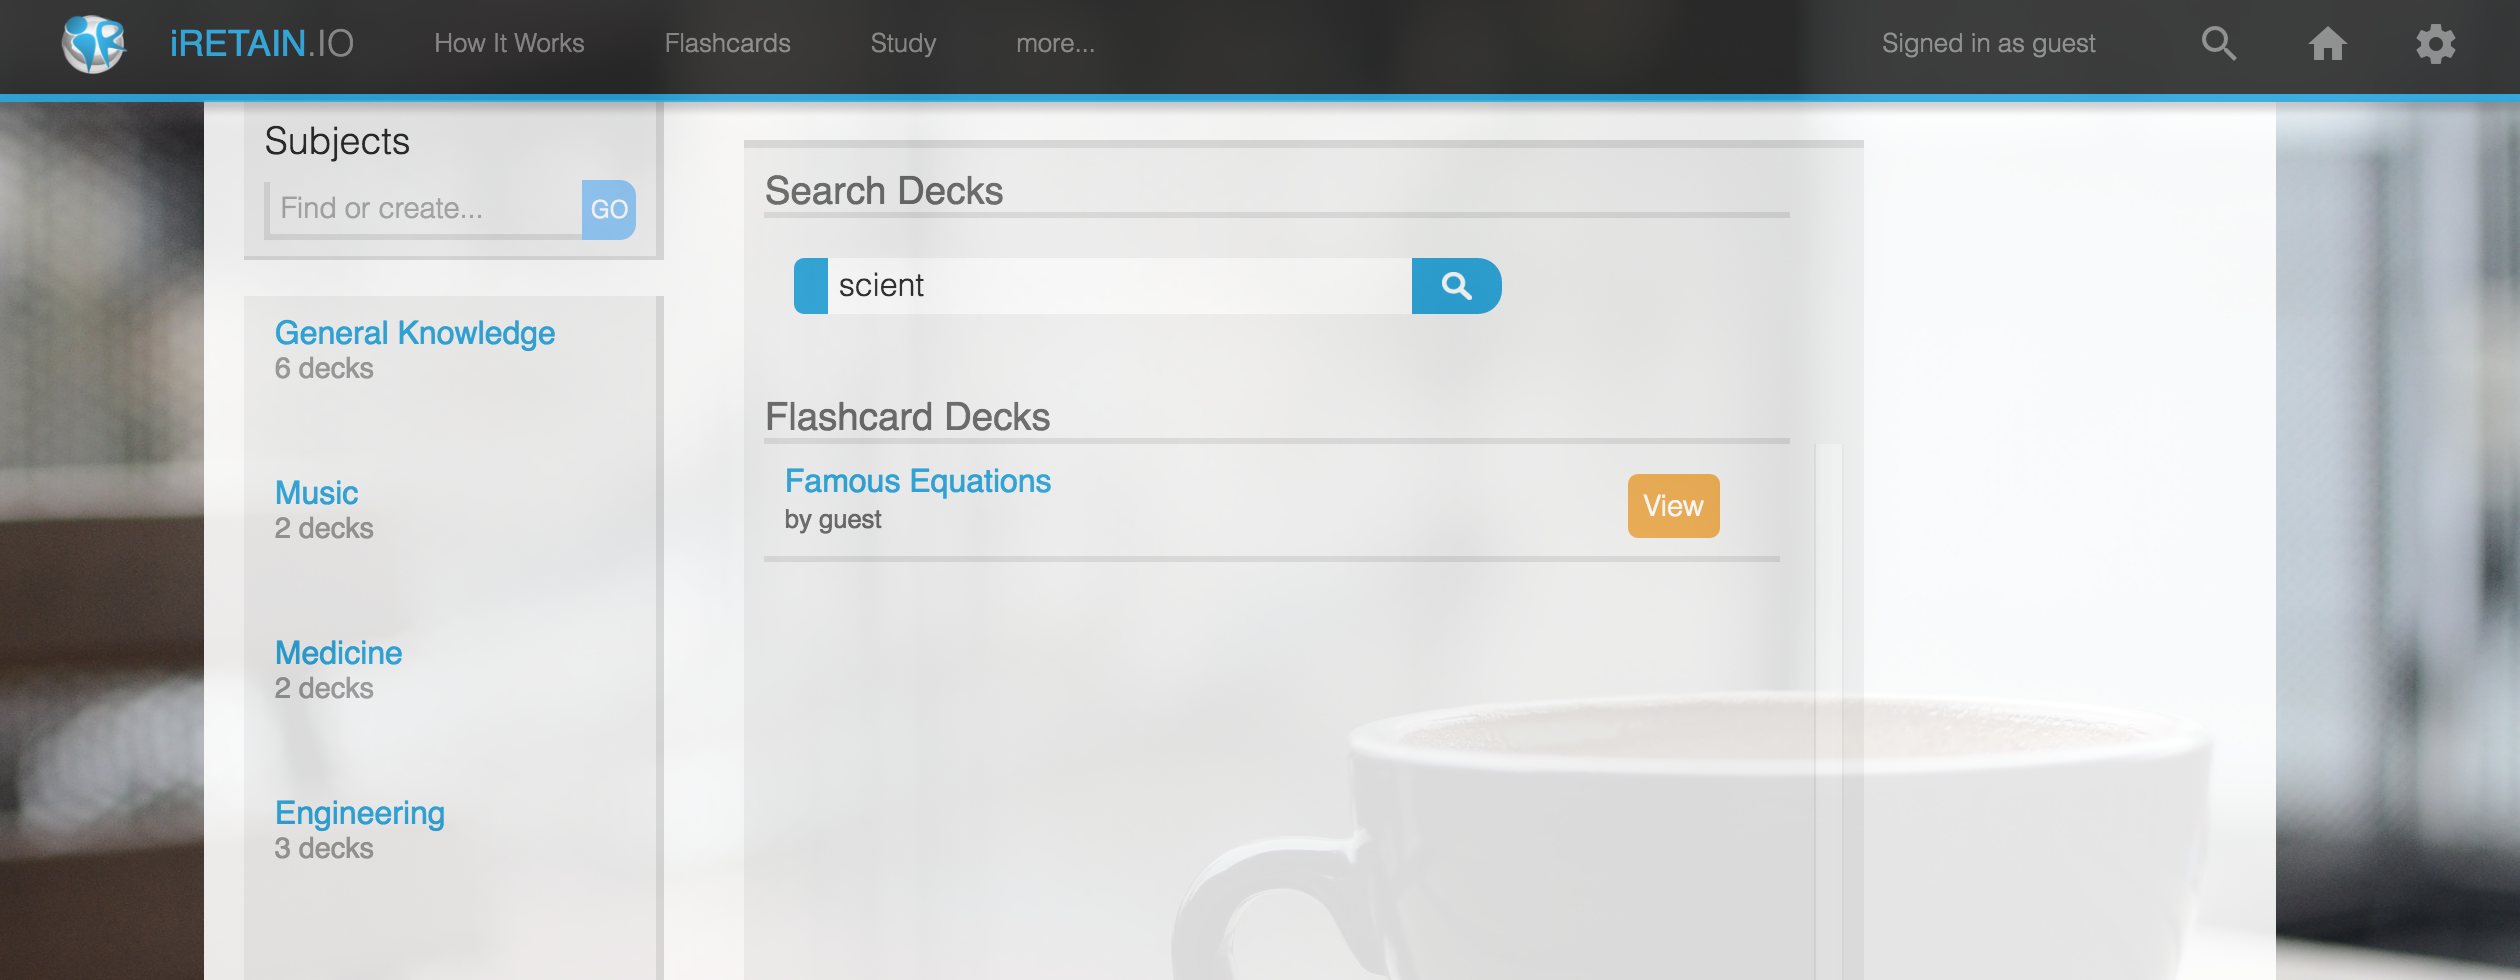 iRETAIN.IO How It Works Flashcards Study more... Signed in as guest
Subjects
Find or create... GO
General Knowledge
6 decks
Music
2 decks
Medicine
2 decks
Engineering
3 decks
Search Decks
scient
Flashcard Decks
Famous Equations
by guest
View